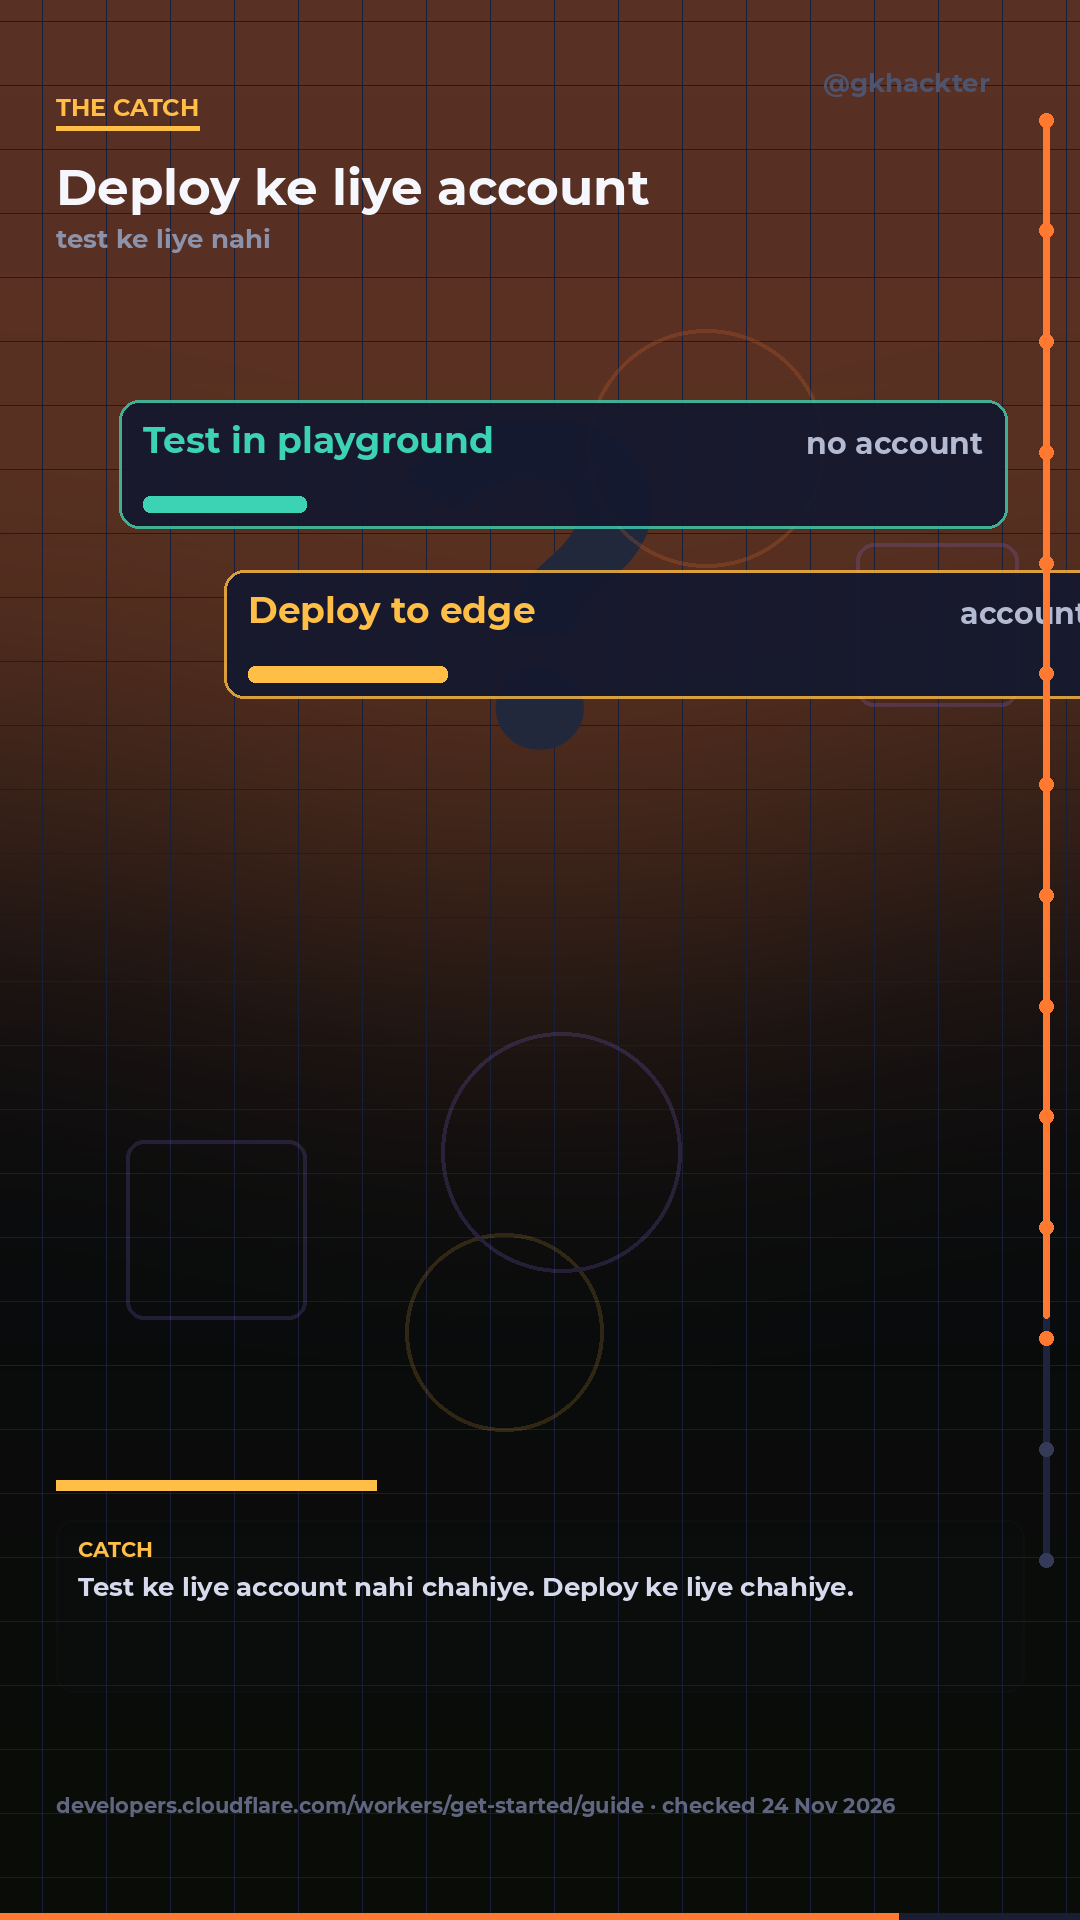 @gkhackter
THE CATCH
Deploy ke liye account
test ke liye nahi
Test in playground
no account
Deploy to edge
account
CATCH
Test ke liye account nahi chahiye. Deploy ke liye chahiye.
developers.cloudflare.com/workers/get-started/guide · checked 24 Nov 2026